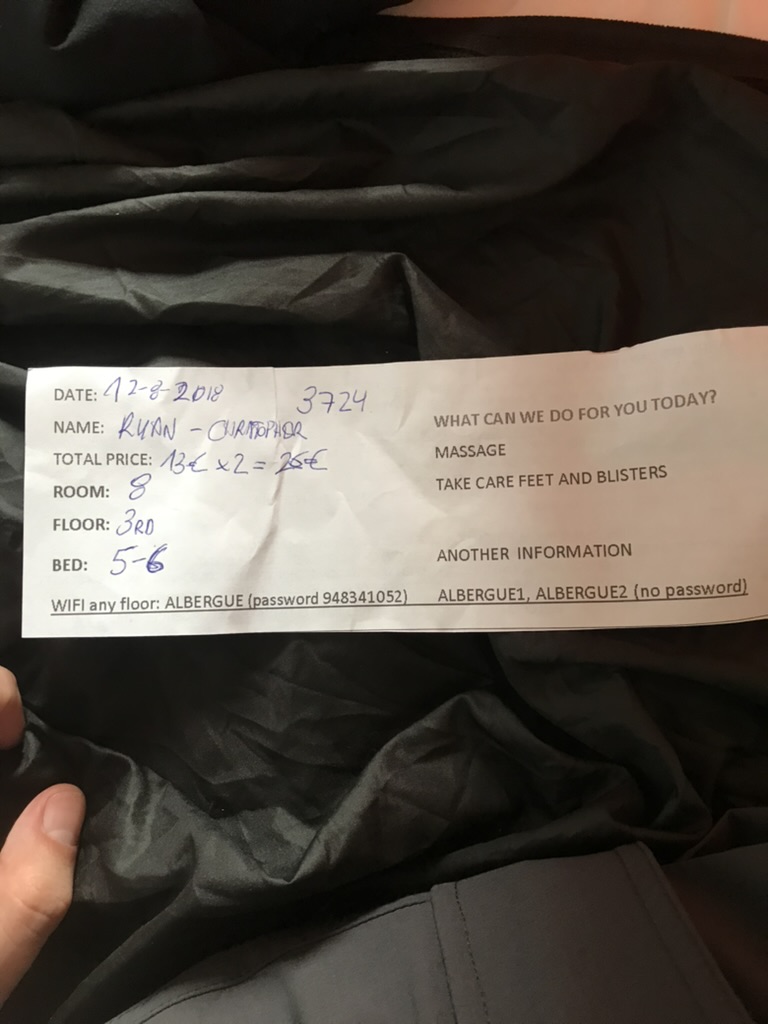 DATE: 12-8-2018 3724
NAME: RYAN -
TOTAL PRICE: 13€ x2 = 26€
ROOM: 8
FLOOR: 3RD
BED: 5-6
WIFI any floor: ALBERGUE (password 948341052) ALBERGUE1, ALBERGUE2 (no password)
WHAT CAN WE DO FOR YOU TODAY?
MASSAGE
TAKE CARE FEET AND BLISTERS
ANOTHER INFORMATION